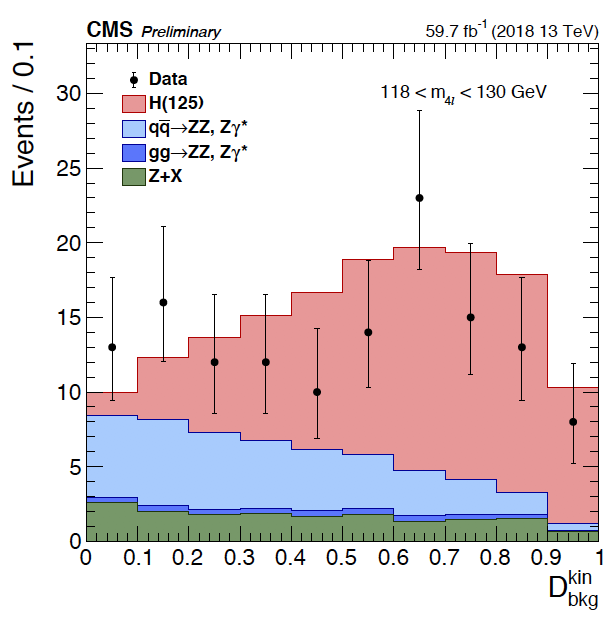 CMS Preliminary 59.7 fb⁻¹ (2018 13 TeV)
Events / 0.1
118 < m₄ₗ < 130 GeV
Data
H(125)
qq̅→ZZ, Zγ*
gg→ZZ, Zγ*
Z+X
30
25
20
15
10
5
0
0 0.1 0.2 0.3 0.4 0.5 0.6 0.7 0.8 0.9 1
D kin bkg